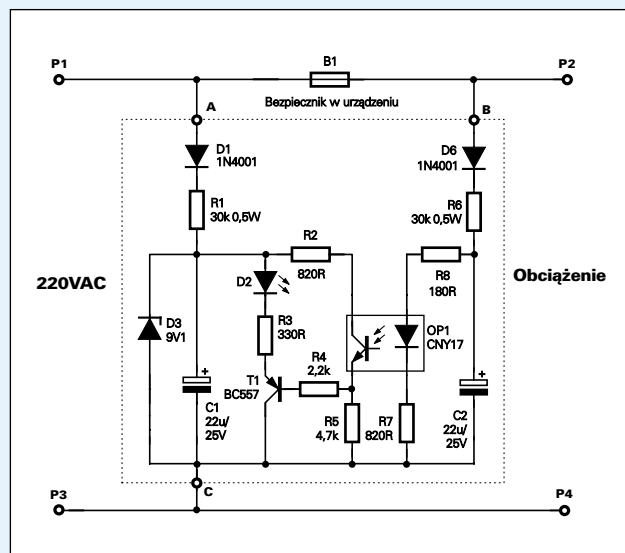 P1
B1
P2
Bezpiecznik w urządzeniu
A
B
D1
1N4001
D6
1N4001
R1
30k 0,5W
R6
30k 0,5W
R2
820R
R8
180R
220VAC
D2
Obciążenie
D3
9V1
R3
330R
OP1
CNY17
R4
2,2k
T1
BC557
+
C1
22u/
25V
R5
4,7k
R7
820R
+
C2
22u/
25V
C
P3
P4